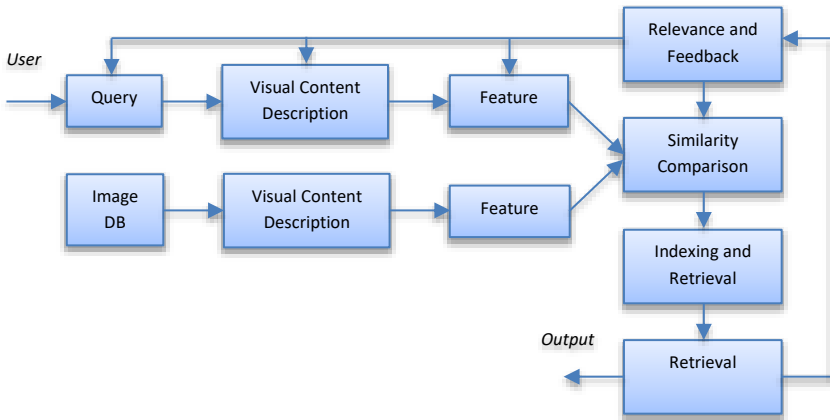 User
Relevance and
Feedback
Query
Visual Content
Description
Feature
Similarity
Comparison
Image
DB
Visual Content
Description
Feature
Indexing and
Retrieval
Output
Retrieval